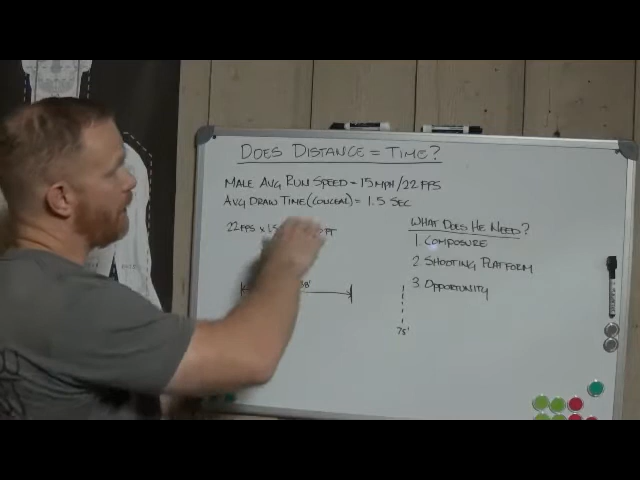 DOES DISTANCE = TIME?
MALE AVG RUN SPEED = 15 MPH / 22 FPS
AVG DRAW TIME (CONCEAL) = 1.5 SEC
22 FPS X 1.5 FT
WHAT DOES HE NEED?
1. COMPOSURE
2 SHOOTING PLATFORM
3. OPPORTUNITY
75'